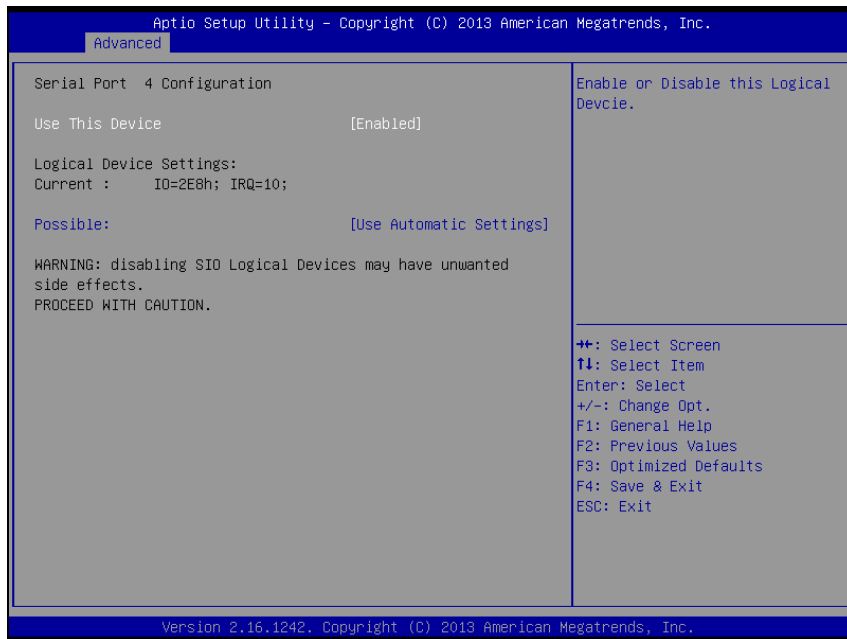 Aptio Setup Utility – Copyright (C) 2013 American Megatrends, Inc.
Advanced
Serial Port 4 Configuration
Use This Device [Enabled]
Logical Device Settings:
Current : IO=2E8h; IRQ=10;
Possible: [Use Automatic Settings]
WARNING: disabling SIO Logical Devices may have unwanted
side effects.
PROCEED WITH CAUTION.
Enable or Disable this Logical
Devcie.
→←: Select Screen
↑↓: Select Item
Enter: Select
+/-: Change Opt.
F1: General Help
F2: Previous Values
F3: Optimized Defaults
F4: Save & Exit
ESC: Exit
Version 2.16.1242. Copyright (C) 2013 American Megatrends, Inc.